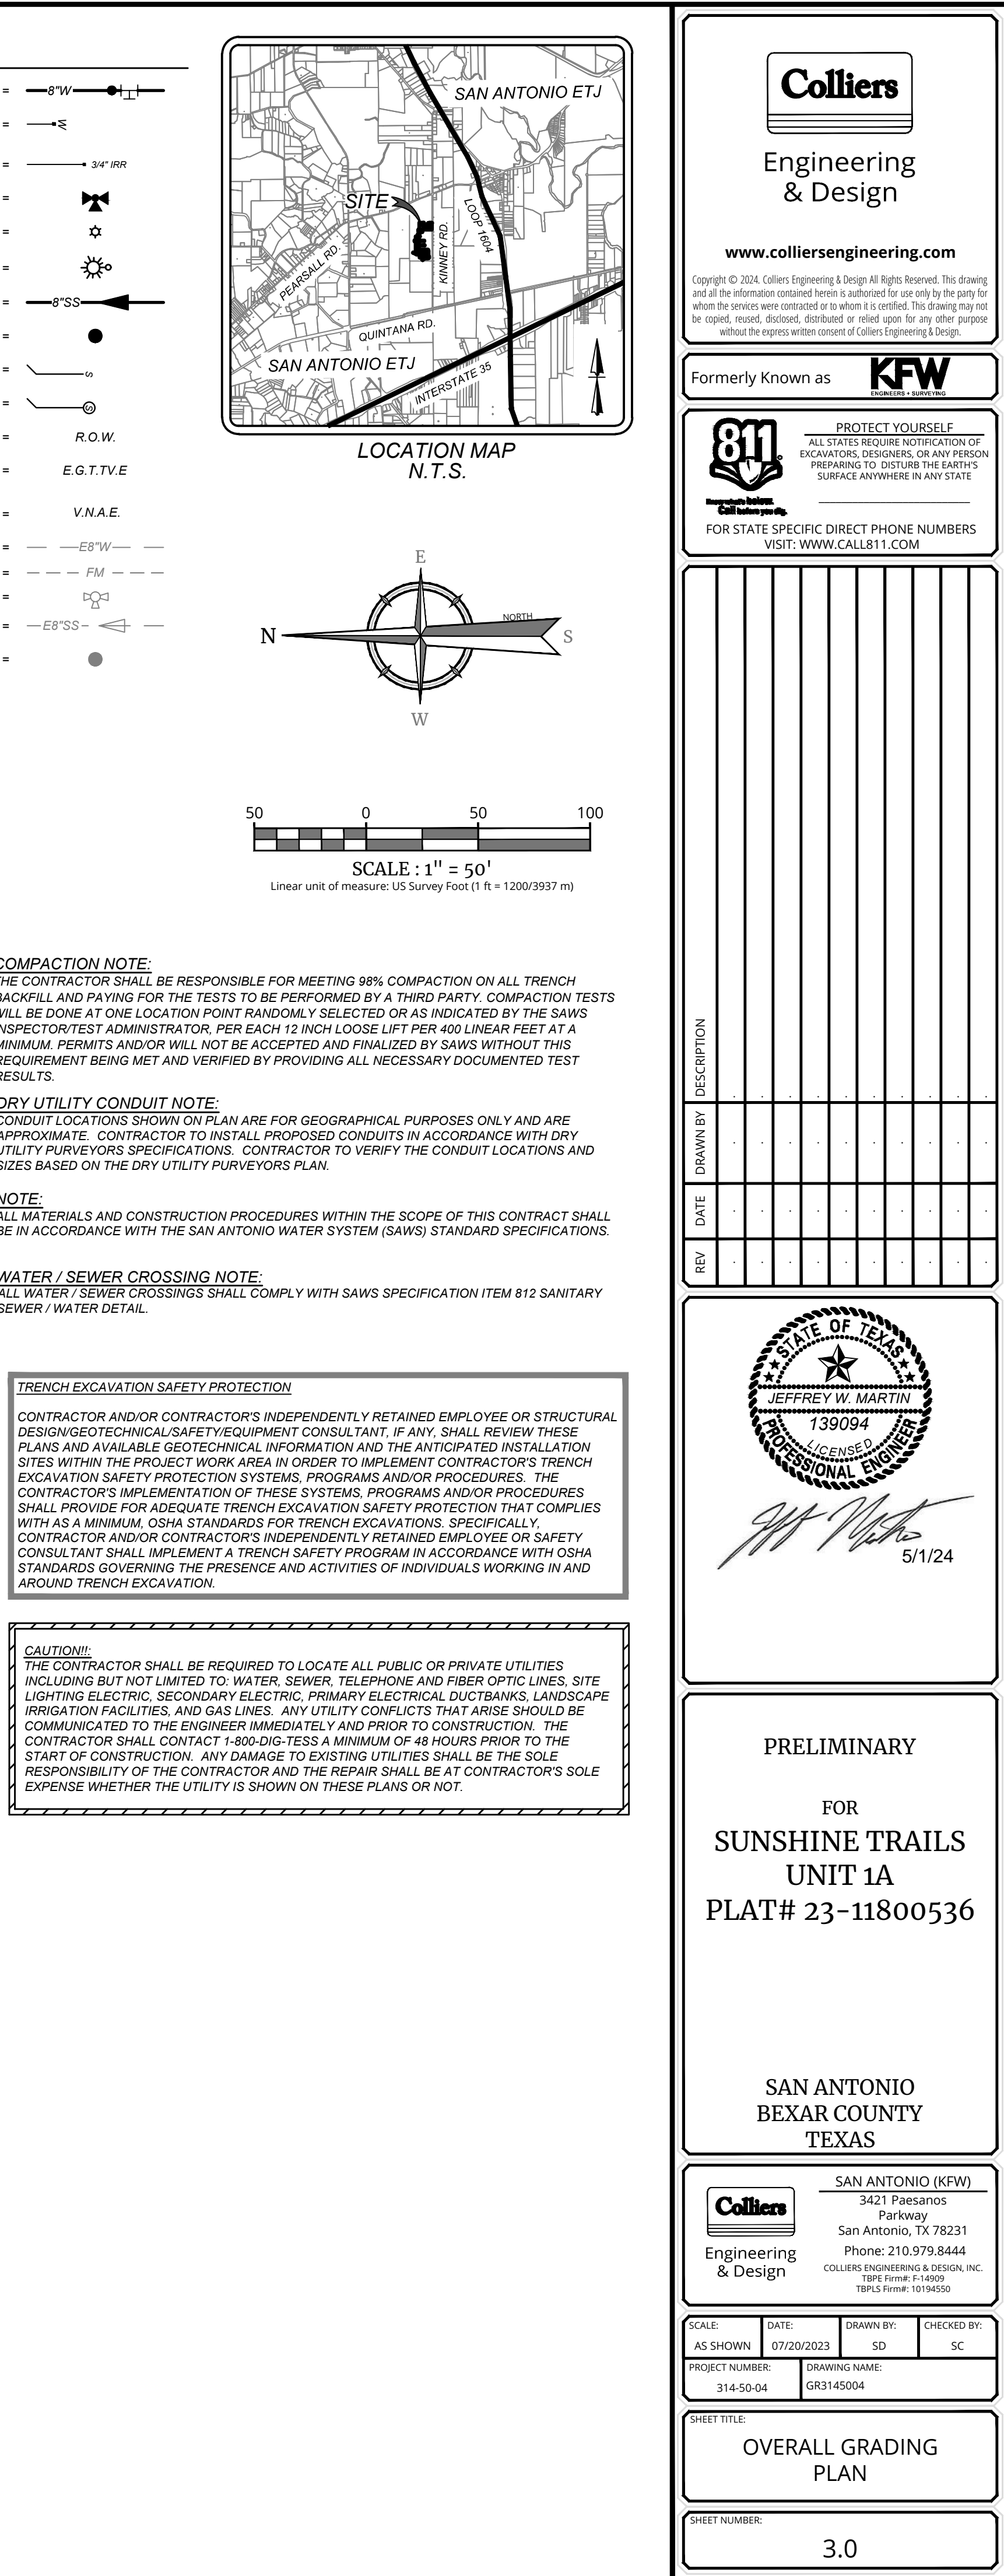 = 8"W
=
= 3/4" IRR
=
=
=
= 8"SS
=
= S
= S
= R.O.W.
= E.G.T.TV.E
= V.N.A.E.
= E8"W
= FM
=
= E8"SS
=
SAN ANTONIO ETJ
SITE
LOOP 1604
KINNEY RD.
PEARSALL RD.
QUINTANA RD.
SAN ANTONIO ETJ
INTERSTATE 35
LOCATION MAP
N.T.S.
E
NORTH
N
S
W
50 0 50 100
SCALE : 1" = 50'
Linear unit of measure: US Survey Foot (1 ft = 1200/3937 m)
COMPACTION NOTE:
THE CONTRACTOR SHALL BE RESPONSIBLE FOR MEETING 98% COMPACTION ON ALL TRENCH
BACKFILL AND PAYING FOR THE TESTS TO BE PERFORMED BY A THIRD PARTY. COMPACTION TESTS
WILL BE DONE AT ONE LOCATION POINT RANDOMLY SELECTED OR AS INDICATED BY THE SAWS
INSPECTOR/TEST ADMINISTRATOR, PER EACH 12 INCH LOOSE LIFT PER 400 LINEAR FEET AT A
MINIMUM. PERMITS AND/OR WILL NOT BE ACCEPTED AND FINALIZED BY SAWS WITHOUT THIS
REQUIREMENT BEING MET AND VERIFIED BY PROVIDING ALL NECESSARY DOCUMENTED TEST
RESULTS.
DRY UTILITY CONDUIT NOTE:
CONDUIT LOCATIONS SHOWN ON PLAN ARE FOR GEOGRAPHICAL PURPOSES ONLY AND ARE
APPROXIMATE. CONTRACTOR TO INSTALL PROPOSED CONDUITS IN ACCORDANCE WITH DRY
UTILITY PURVEYORS SPECIFICATIONS. CONTRACTOR TO VERIFY THE CONDUIT LOCATIONS AND
SIZES BASED ON THE DRY UTILITY PURVEYORS PLAN.
NOTE:
ALL MATERIALS AND CONSTRUCTION PROCEDURES WITHIN THE SCOPE OF THIS CONTRACT SHALL
BE IN ACCORDANCE WITH THE SAN ANTONIO WATER SYSTEM (SAWS) STANDARD SPECIFICATIONS.
WATER / SEWER CROSSING NOTE:
ALL WATER / SEWER CROSSINGS SHALL COMPLY WITH SAWS SPECIFICATION ITEM 812 SANITARY
SEWER / WATER DETAIL.
TRENCH EXCAVATION SAFETY PROTECTION
CONTRACTOR AND/OR CONTRACTOR'S INDEPENDENTLY RETAINED EMPLOYEE OR STRUCTURAL
DESIGN/GEOTECHNICAL/SAFETY/EQUIPMENT CONSULTANT, IF ANY, SHALL REVIEW THESE
PLANS AND AVAILABLE GEOTECHNICAL INFORMATION AND THE ANTICIPATED INSTALLATION
SITES WITHIN THE PROJECT WORK AREA IN ORDER TO IMPLEMENT CONTRACTOR'S TRENCH
EXCAVATION SAFETY PROTECTION SYSTEMS, PROGRAMS AND/OR PROCEDURES. THE
CONTRACTOR'S IMPLEMENTATION OF THESE SYSTEMS, PROGRAMS AND/OR PROCEDURES
SHALL PROVIDE FOR ADEQUATE TRENCH EXCAVATION SAFETY PROTECTION THAT COMPLIES
WITH AS A MINIMUM, OSHA STANDARDS FOR TRENCH EXCAVATIONS. SPECIFICALLY,
CONTRACTOR AND/OR CONTRACTOR'S INDEPENDENTLY RETAINED EMPLOYEE OR SAFETY
CONSULTANT SHALL IMPLEMENT A TRENCH SAFETY PROGRAM IN ACCORDANCE WITH OSHA
STANDARDS GOVERNING THE PRESENCE AND ACTIVITIES OF INDIVIDUALS WORKING IN AND
AROUND TRENCH EXCAVATION.
CAUTION!!:
THE CONTRACTOR SHALL BE REQUIRED TO LOCATE ALL PUBLIC OR PRIVATE UTILITIES
INCLUDING BUT NOT LIMITED TO: WATER, SEWER, TELEPHONE AND FIBER OPTIC LINES, SITE
LIGHTING ELECTRIC, SECONDARY ELECTRIC, PRIMARY ELECTRICAL DUCTBANKS, LANDSCAPE
IRRIGATION FACILITIES, AND GAS LINES. ANY UTILITY CONFLICTS THAT ARISE SHOULD BE
COMMUNICATED TO THE ENGINEER IMMEDIATELY AND PRIOR TO CONSTRUCTION. THE
CONTRACTOR SHALL CONTACT 1-800-DIG-TESS A MINIMUM OF 48 HOURS PRIOR TO THE
START OF CONSTRUCTION. ANY DAMAGE TO EXISTING UTILITIES SHALL BE THE SOLE
RESPONSIBILITY OF THE CONTRACTOR AND THE REPAIR SHALL BE AT CONTRACTOR'S SOLE
EXPENSE WHETHER THE UTILITY IS SHOWN ON THESE PLANS OR NOT.
Colliers
Engineering
& Design
www.colliersengineering.com
Copyright © 2024. Colliers Engineering & Design All Rights Reserved. This drawing
and all the information contained herein is authorized for use only by the party for
whom the services were contracted or to whom it is certified. This drawing may not
be copied, reused, disclosed, distributed or relied upon for any other purpose
without the express written consent of Colliers Engineering & Design.
Formerly Known as
KFW
ENGINEERS + SURVEYING
811
Know what's below.
Call before you dig.
PROTECT YOURSELF
ALL STATES REQUIRE NOTIFICATION OF
EXCAVATORS, DESIGNERS, OR ANY PERSON
PREPARING TO DISTURB THE EARTH'S
SURFACE ANYWHERE IN ANY STATE
FOR STATE SPECIFIC DIRECT PHONE NUMBERS
VISIT: WWW.CALL811.COM
DESCRIPTION
DRAWN BY
DATE
REV
STATE OF TEXAS
JEFFREY W. MARTIN
139094
LICENSED
PROFESSIONAL ENGINEER
5/1/24
PRELIMINARY
FOR
SUNSHINE TRAILS
UNIT 1A
PLAT# 23-11800536
SAN ANTONIO
BEXAR COUNTY
TEXAS
Colliers
Engineering
& Design
SAN ANTONIO (KFW)
3421 Paesanos
Parkway
San Antonio, TX 78231
Phone: 210.979.8444
COLLIERS ENGINEERING & DESIGN, INC.
TBPE Firm#: F-14909
TBPLS Firm#: 10194550
SCALE: DATE: DRAWN BY: CHECKED BY:
AS SHOWN 07/20/2023 SD SC
PROJECT NUMBER: DRAWING NAME:
314-50-04 GR3145004
SHEET TITLE:
OVERALL GRADING
PLAN
SHEET NUMBER:
3.0